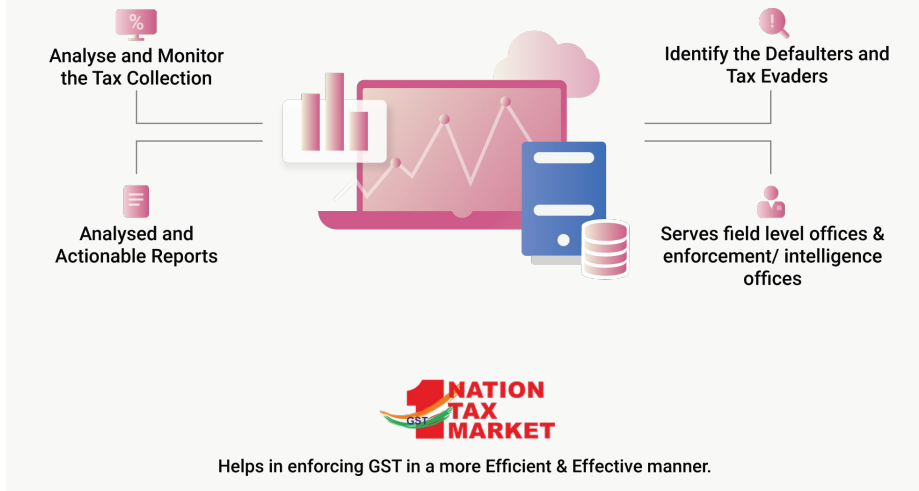 %
Analyse and Monitor
the Tax Collection
Identify the Defaulters and
Tax Evaders
Analysed and
Actionable Reports
Serves field level offices &
enforcement/ intelligence
offices
1 NATION
TAX
MARKET
GST
Helps in enforcing GST in a more Efficient & Effective manner.